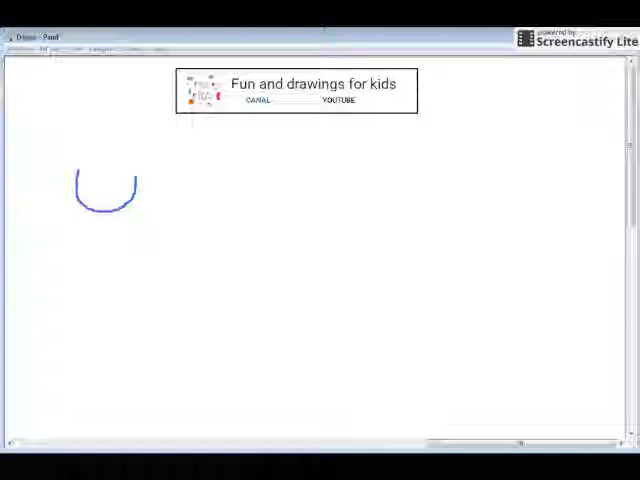 powered by
Screencastify Lite
Fun and drawings for kids
CANAL
YOUTUBE